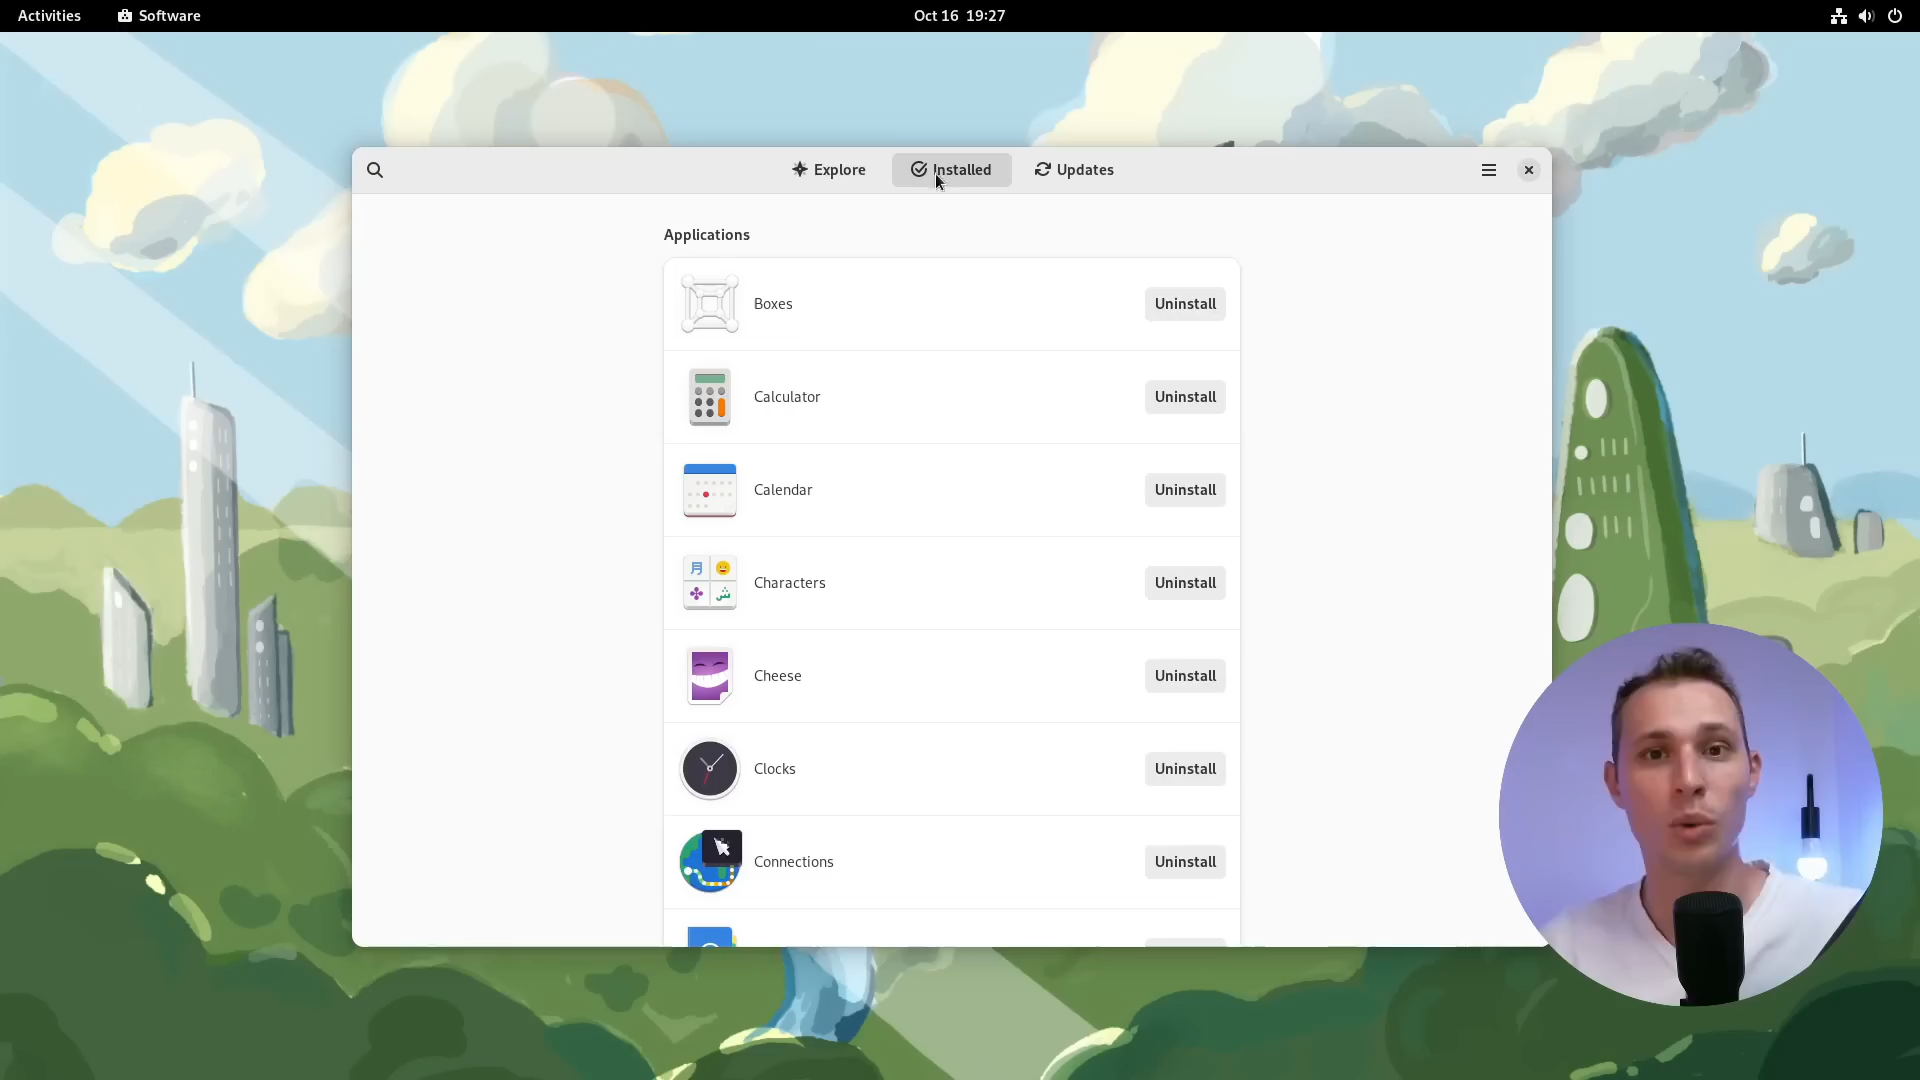 Activities Software Oct 16 19:27
Explore Installed Updates
Applications
Boxes Uninstall
Calculator Uninstall
Calendar Uninstall
Characters Uninstall
Cheese Uninstall
Clocks Uninstall
Connections Uninstall